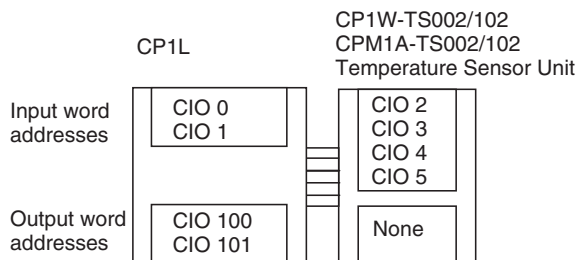 CP1L
CP1W-TS002/102
CPM1A-TS002/102
Temperature Sensor Unit
Input word
addresses
CIO 0
CIO 1
CIO 2
CIO 3
CIO 4
CIO 5
Output word
addresses
CIO 100
CIO 101
None